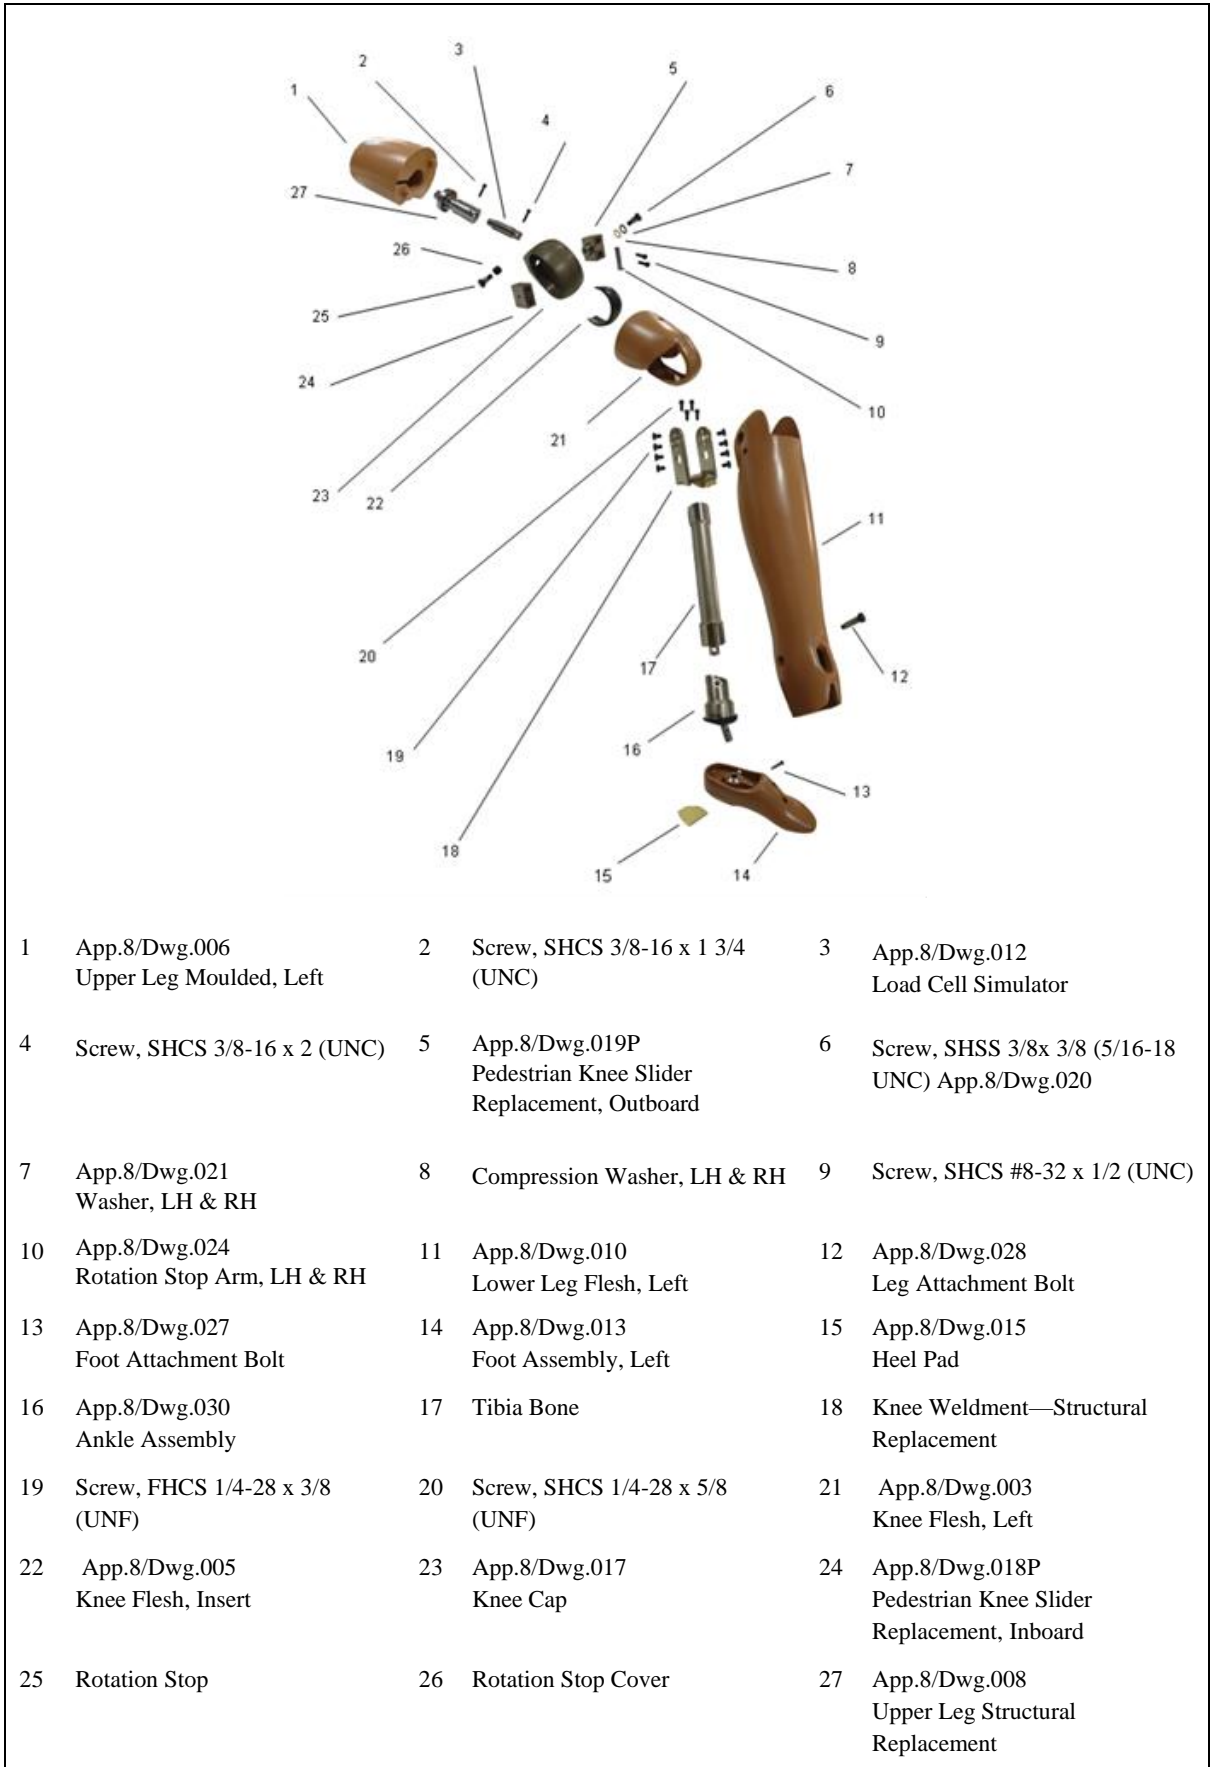 3
2
5
1
6
4
7
27
26
8
25
9
24
10
21
23
22
11
20
17
12
16
19
13
18
15
14
1 App.8/Dwg.006 2 Screw, SHCS 3/8-16 x 1 3/4 3 App.8/Dwg.012
Upper Leg Moulded, Left (UNC) Load Cell Simulator
4 Screw, SHCS 3/8-16 x 2 (UNC) 5 App.8/Dwg.019P 6 Screw, SHSS 3/8x 3/8 (5/16-18
Pedestrian Knee Slider UNC) App.8/Dwg.020
Replacement, Outboard
7 App.8/Dwg.021 8 Compression Washer, LH & RH 9 Screw, SHCS #8-32 x 1/2 (UNC)
Washer, LH & RH
10 App.8/Dwg.024 11 App.8/Dwg.010 12 App.8/Dwg.028
Rotation Stop Arm, LH & RH Lower Leg Flesh, Left Leg Attachment Bolt
13 App.8/Dwg.027 14 App.8/Dwg.013 15 App.8/Dwg.015
Foot Attachment Bolt Foot Assembly, Left Heel Pad
16 App.8/Dwg.030 17 Tibia Bone 18 Knee Weldment—Structural
Ankle Assembly Replacement
19 Screw, FHCS 1/4-28 x 3/8 20 Screw, SHCS 1/4-28 x 5/8 21 App.8/Dwg.003
(UNF) (UNF) Knee Flesh, Left
22 App.8/Dwg.005 23 App.8/Dwg.017 24 App.8/Dwg.018P
Knee Flesh, Insert Knee Cap Pedestrian Knee Slider
Replacement, Inboard
25 Rotation Stop 26 Rotation Stop Cover 27 App.8/Dwg.008
Upper Leg Structural
Replacement